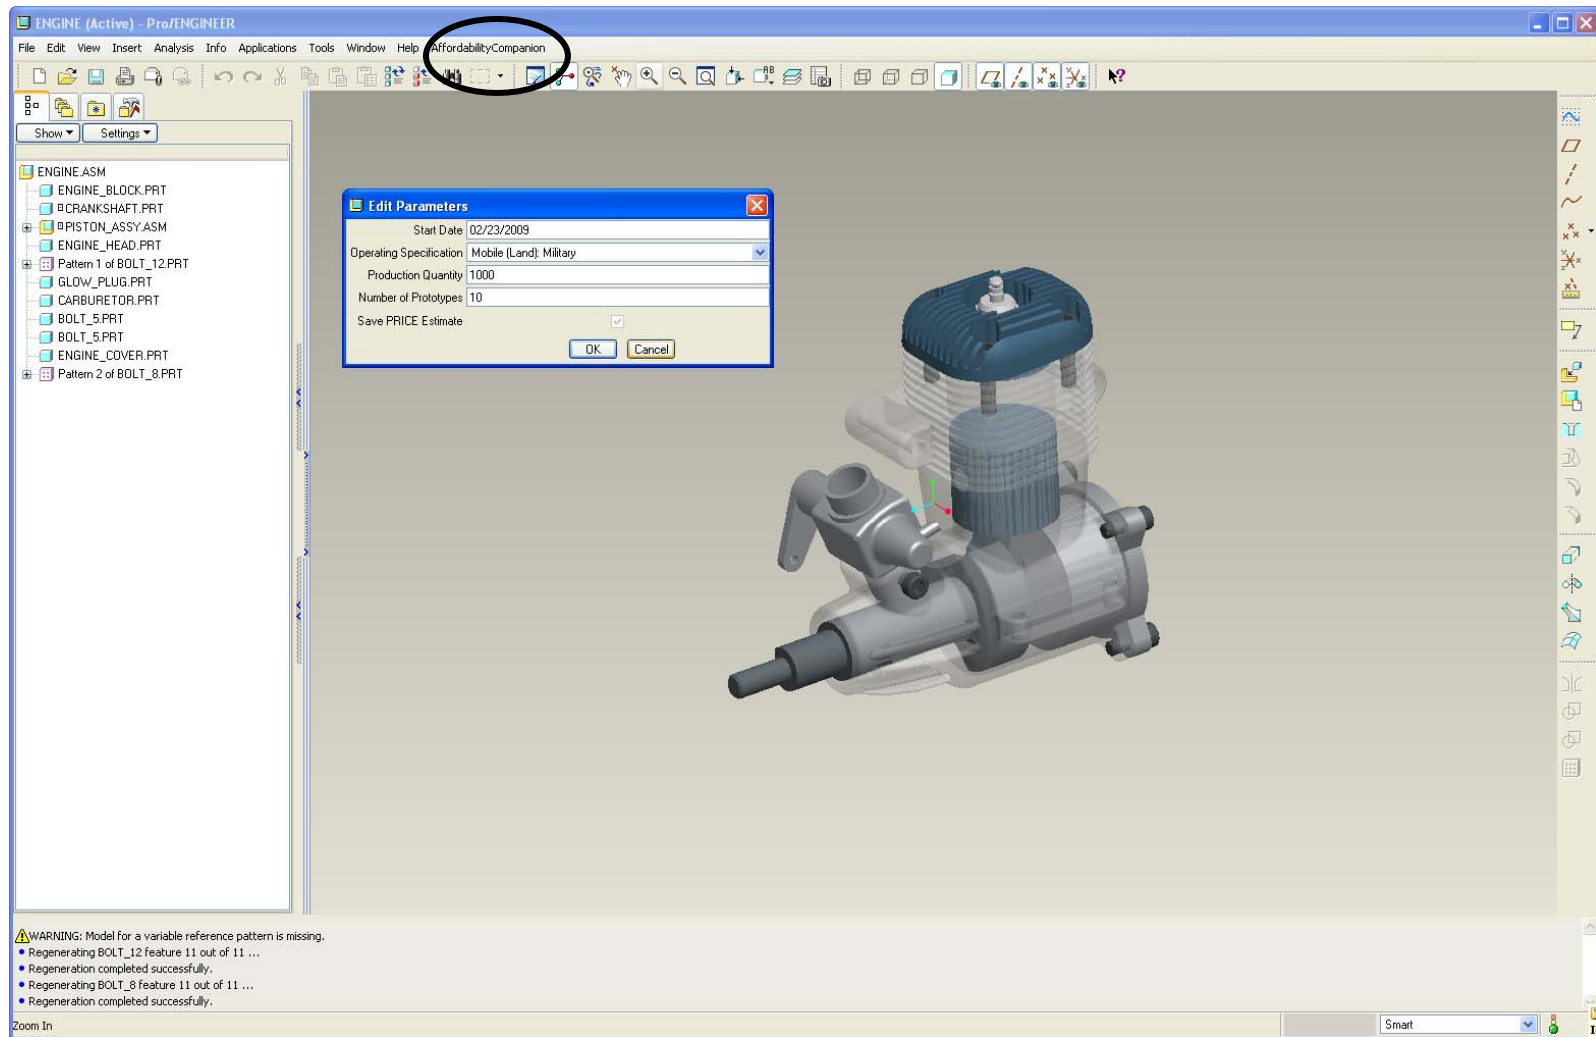 ENGINE (Active) - Pro/ENGINEER
File Edit View Insert Analysis Info Applications Tools Window Help AffordabilityCompanion
Show Settings
ENGINE.ASM
ENGINE_BLOCK.PRT
CRANKSHAFT.PRT
PISTON_ASSY.ASM
ENGINE_HEAD.PRT
Pattern 1 of BOLT_12.PRT
GLOW_PLUG.PRT
CARBURETOR.PRT
BOLT_5.PRT
BOLT_5.PRT
ENGINE_COVER.PRT
Pattern 2 of BOLT_8.PRT
Edit Parameters
Start Date 02/23/2009
Operating Specification Mobile (Land): Military
Production Quantity 1000
Number of Prototypes 10
Save PRICE Estimate
OK Cancel
WARNING: Model for a variable reference pattern is missing.
• Regenerating BOLT_12 feature 11 out of 11 ...
• Regeneration completed successfully.
• Regenerating BOLT_8 feature 11 out of 11 ...
• Regeneration completed successfully.
Zoom In
Smart